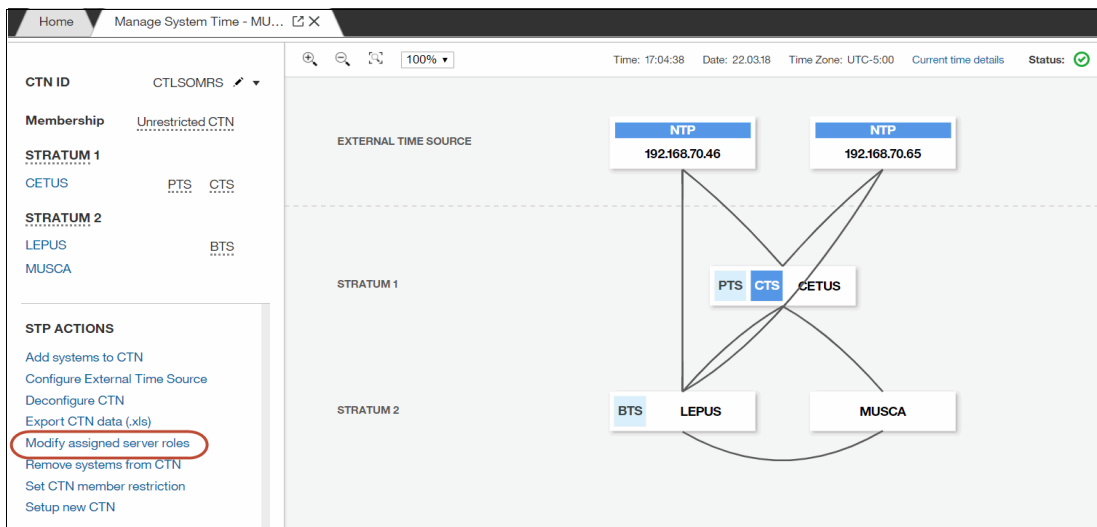 Home
Manage System Time - MU...
100%
Time: 17:04:38 Date: 22.03.18 Time Zone: UTC-5:00 Current time details Status:
CTN ID CTLSOMRS
Membership Unrestricted CTN
STRATUM 1
CETUS PTS CTS
STRATUM 2
LEPUS BTS
MUSCA
STP ACTIONS
Add systems to CTN
Configure External Time Source
Deconfigure CTN
Export CTN data (.xls)
Modify assigned server roles
Remove systems from CTN
Set CTN member restriction
Setup new CTN
EXTERNAL TIME SOURCE
NTP
192.168.70.46
NTP
192.168.70.65
STRATUM 1
PTS CTS CETUS
STRATUM 2
BTS LEPUS
MUSCA